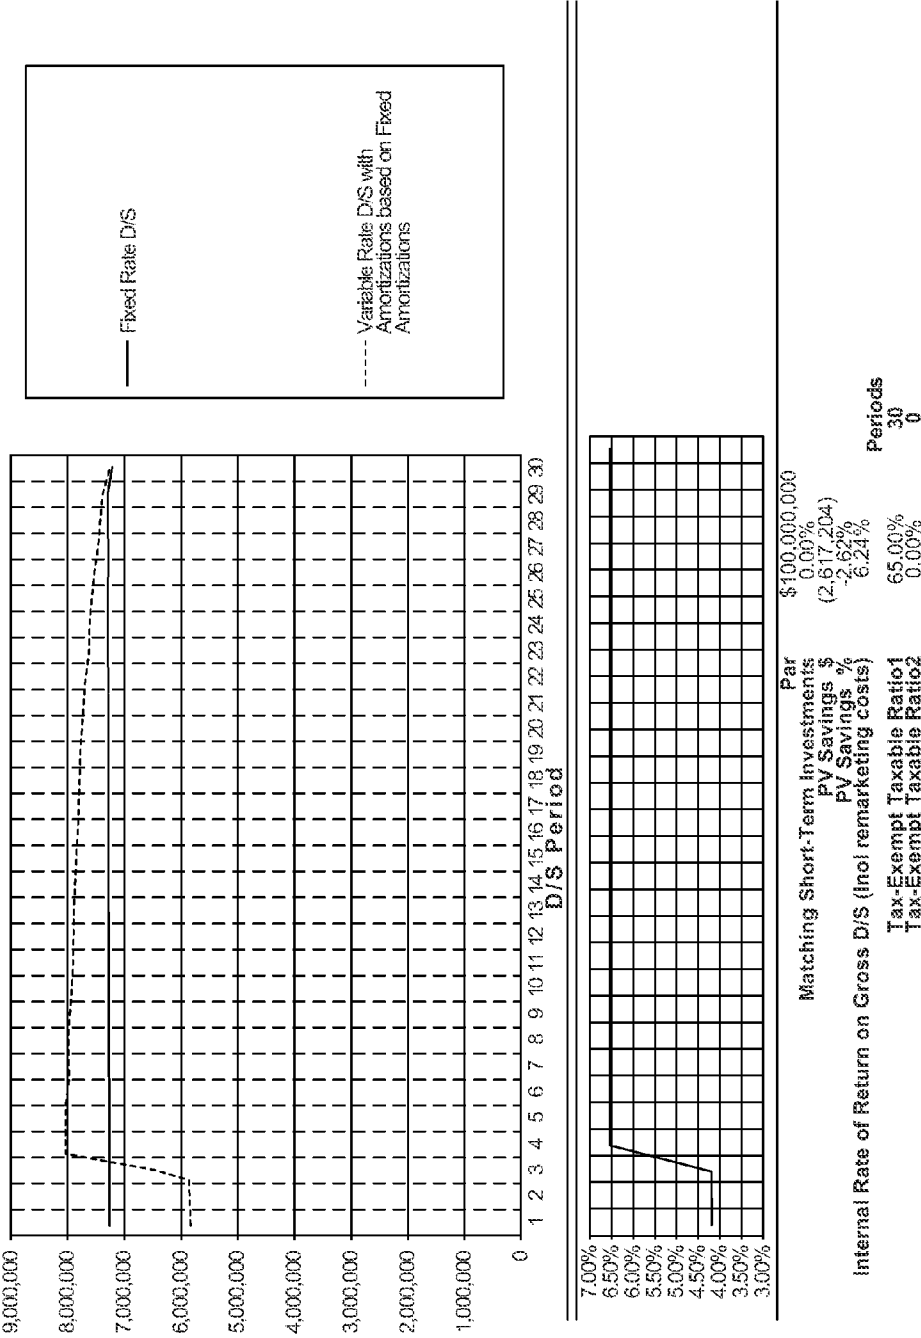 9,000,000
8,000,000
7,000,000
6,000,000
5,000,000
4,000,000
3,000,000
2,000,000
1,000,000
0
1 2 3 4 5 6 7 8 9 10 11 12 13 14 15 16 17 18 19 20 21 22 23 24 25 26 27 28 29 30
D/S Period
Fixed Rate D/S
Variable Rate D/S with
Amortizations based on Fixed
Amortizations
7.00%
6.50%
6.00%
5.50%
5.00%
4.50%
4.00%
3.50%
3.00%
Par $100,000,000
Matching Short-Term Investments 0.00%
PV Savings $ (2,617,204)
PV Savings % -2.62%
Internal Rate of Return on Gross D/S (Incl remarketing costs) 6.24%
Periods
Tax-Exempt Taxable Ratio1 65.00% 30
Tax-Exempt Taxable Ratio2 0.00% 0